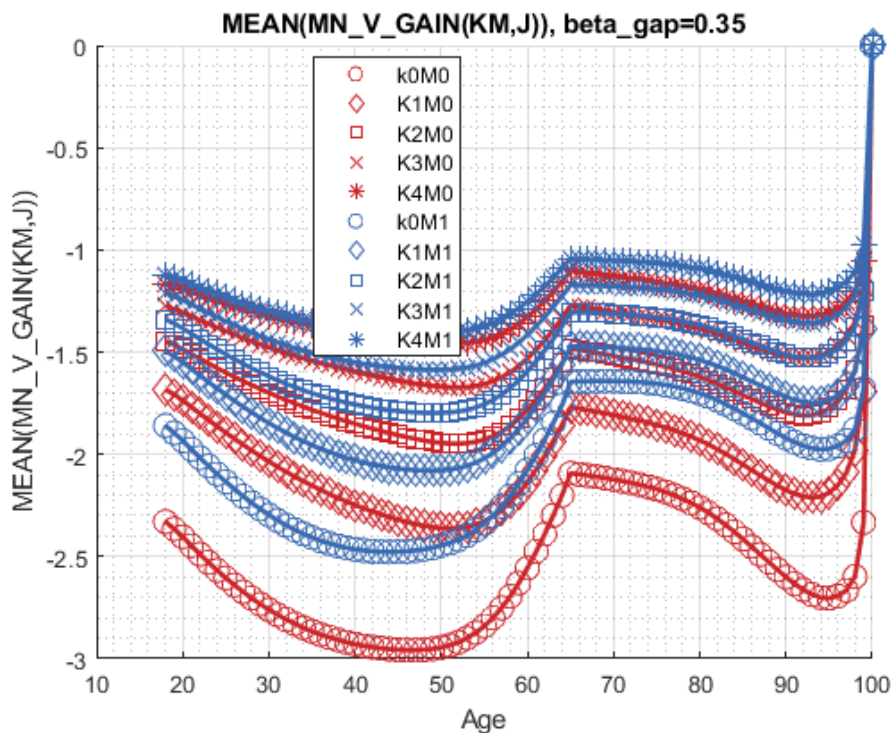 MEAN(MN_V_GAIN(KM,J)), beta_gap=0.35
k0M0
K1M0
K2M0
K3M0
K4M0
k0M1
K1M1
K2M1
K3M1
K4M1
MEAN(MN_V_GAIN(KM,J))
0
-0.5
-1
-1.5
-2
-2.5
-3
10 20 30 40 50 60 70 80 90 100
Age